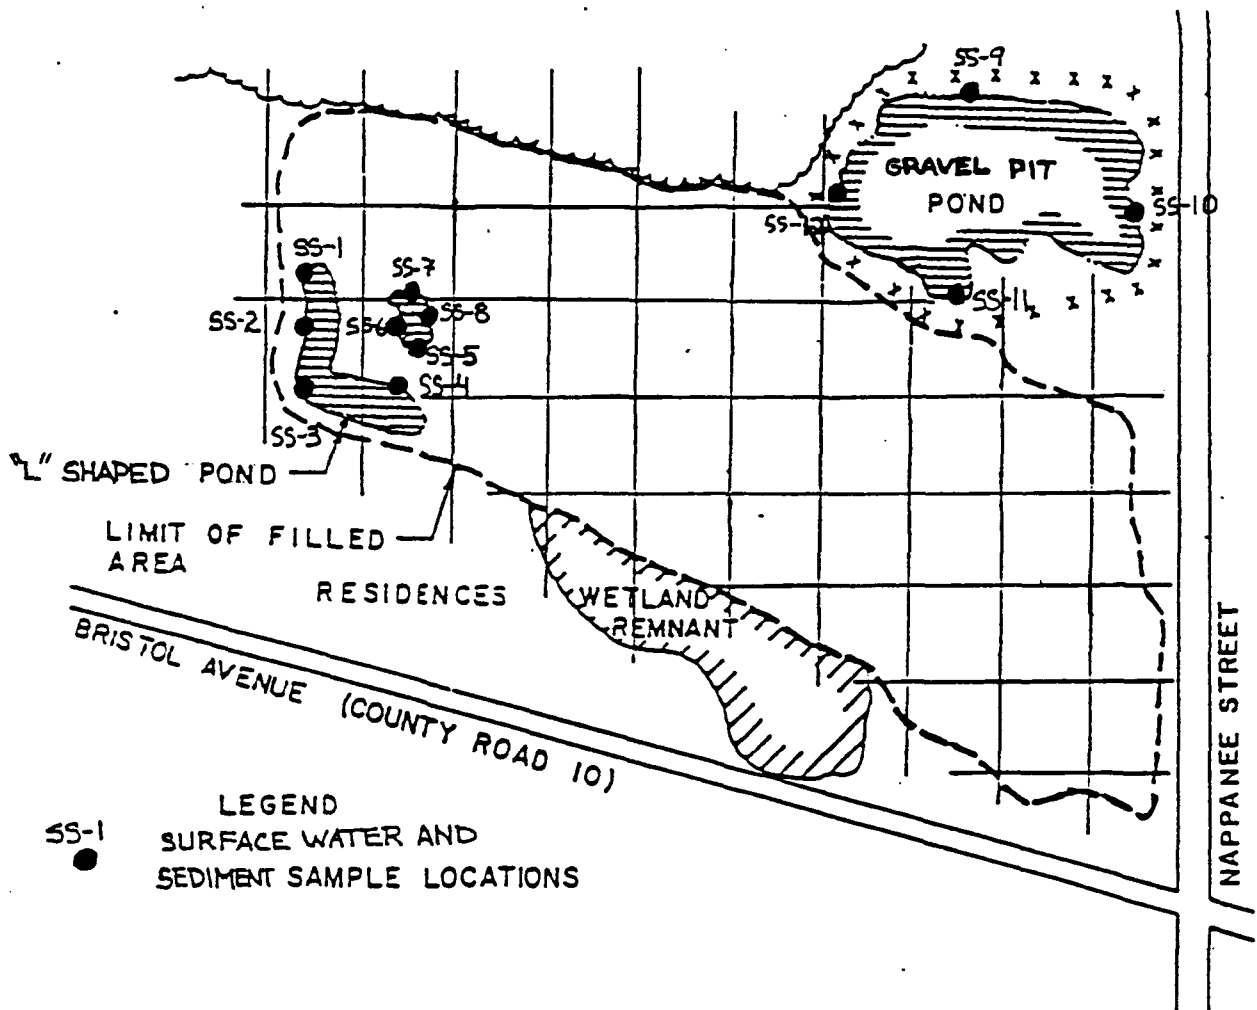 SS-9
GRAVEL PIT
POND
SS-10
SS-12
SS-11
SS-1
SS-7
SS-2
SS-6
SS-8
SS-5
SS-4
SS-3
"L" SHAPED POND
LIMIT OF FILLED
AREA
RESIDENCES
WETLAND
REMNANT
BRISTOL AVENUE (COUNTY ROAD 10)
NAPPANEE STREET
LEGEND
SS-1
SURFACE WATER AND
SEDIMENT SAMPLE LOCATIONS